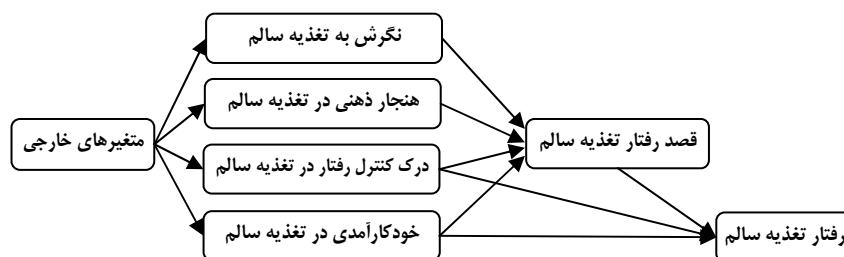 نگرش به تغذیه سالم
هنجار ذهنی در تغذیه سالم
متغیرهای خارجی
قصد رفتار تغذیه سالم
درک کنترل رفتار در تغذیه سالم
خودکارآمدی در تغذیه سالم
رفتار تغذیه سالم